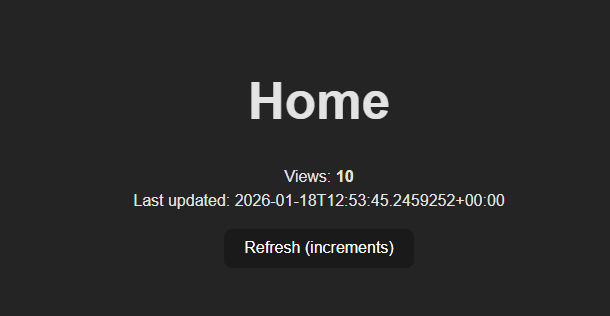 Home
Views: 10
Last updated: 2026-01-18T12:53:45.2459252+00:00
Refresh (increments)